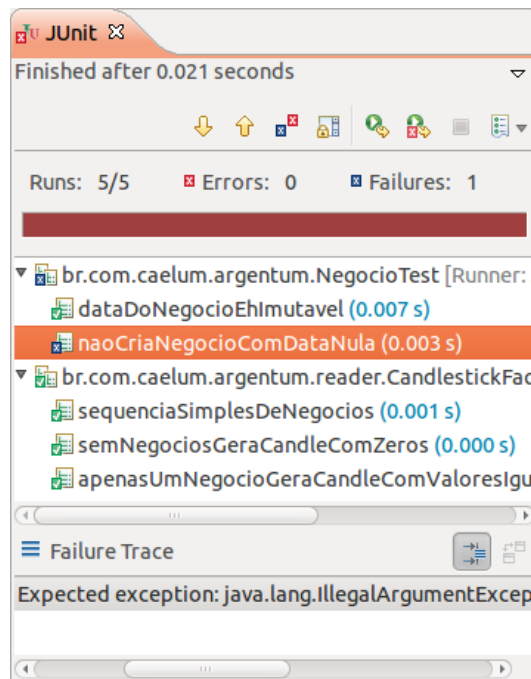 JUnit
Finished after 0.021 seconds
Runs: 5/5 Errors: 0 Failures: 1
br.com.caelum.argentum.NegocioTest [Runner:
dataDoNegocioEhImutavel (0.007 s)
naoCriaNegocioComDataNula (0.003 s)
br.com.caelum.argentum.reader.CandlestickFac
sequenciaSimplesDeNegocios (0.001 s)
semNegociosGeraCandleComZeros (0.000 s)
apenasUmNegocioGeraCandleComValoresIgu
Failure Trace
Expected exception: java.lang.IllegalArgumentExcep